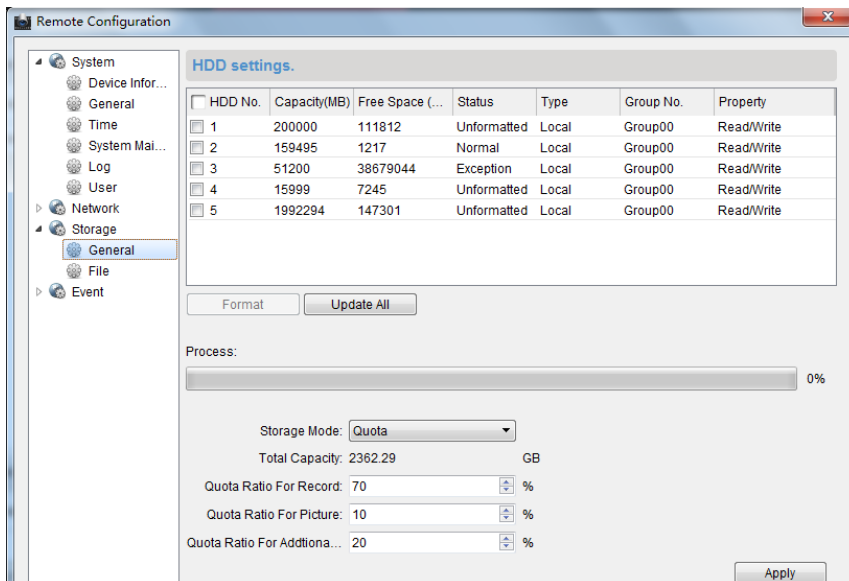 Remote Configuration
System
Device Infor...
General
Time
System Mai...
Log
User
Network
Storage
General
File
Event
HDD settings.
HDD No. Capacity(MB) Free Space (... Status Type Group No. Property
1 200000 111812 Unformatted Local Group00 Read/Write
2 159495 1217 Normal Local Group00 Read/Write
3 51200 38679044 Exception Local Group00 Read/Write
4 15999 7245 Unformatted Local Group00 Read/Write
5 1992294 147301 Unformatted Local Group00 Read/Write
Format Update All
Process:
0%
Storage Mode: Quota
Total Capacity: 2362.29 GB
Quota Ratio For Record: 70 %
Quota Ratio For Picture: 10 %
Quota Ratio For Addtiona... 20 %
Apply